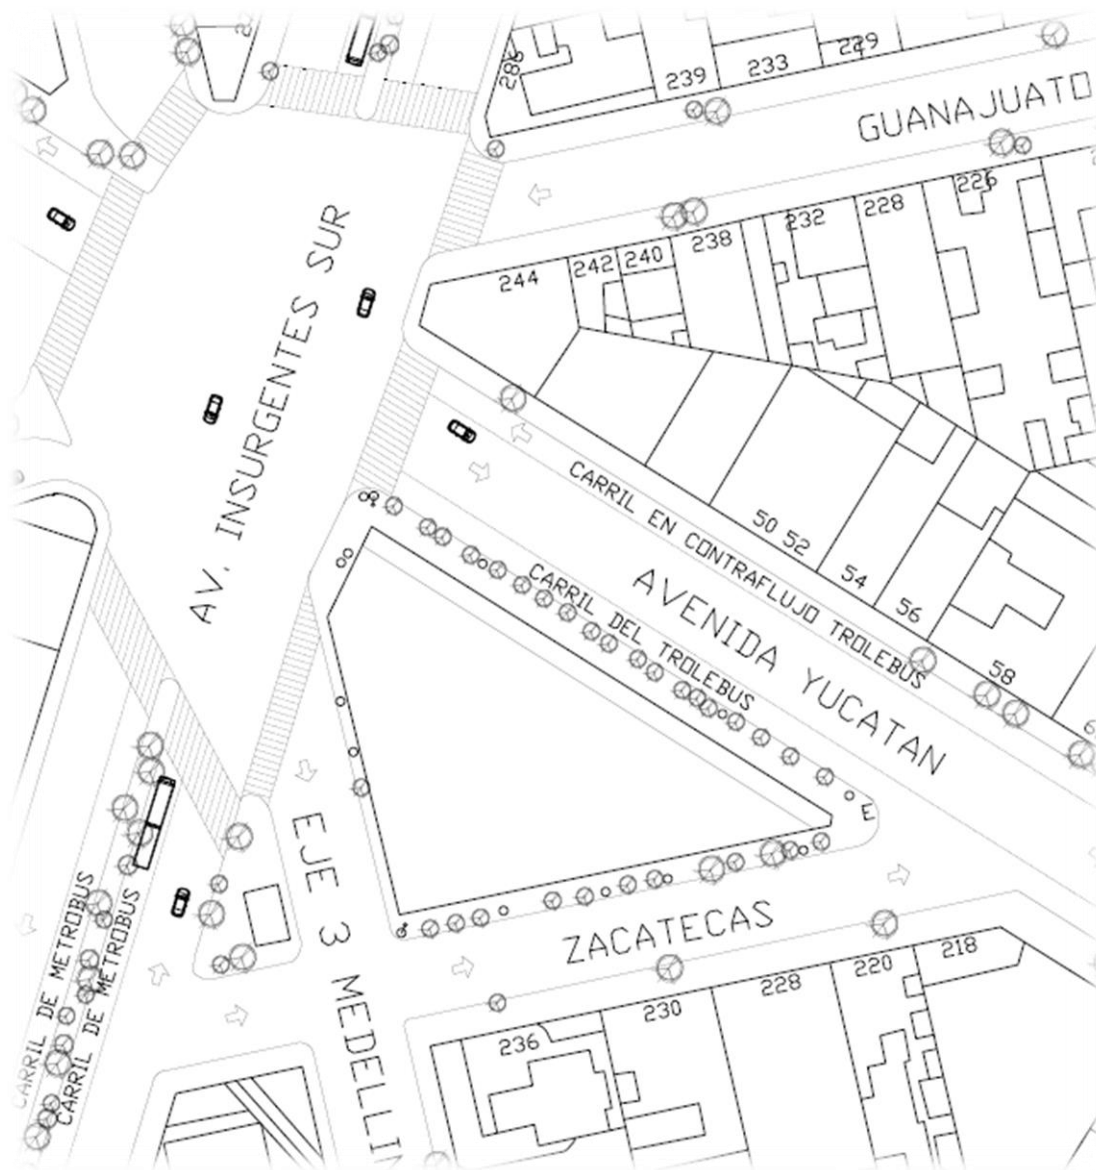 286
239
233
229
GUANAJUATO
226
228
232
238
240
242
244
AV. INSURGENTES SUR
CARRIL EN CONTRAFLUJO TROLEBUS
50
52
54
56
58
CARRIL DEL TROLEBUS
AVENIDA YUCATAN
E
EJE 3 MEDELLIN
ZACATECAS
CARRIL DE METROBUS
CARRIL DE METROBUS
218
220
228
230
236